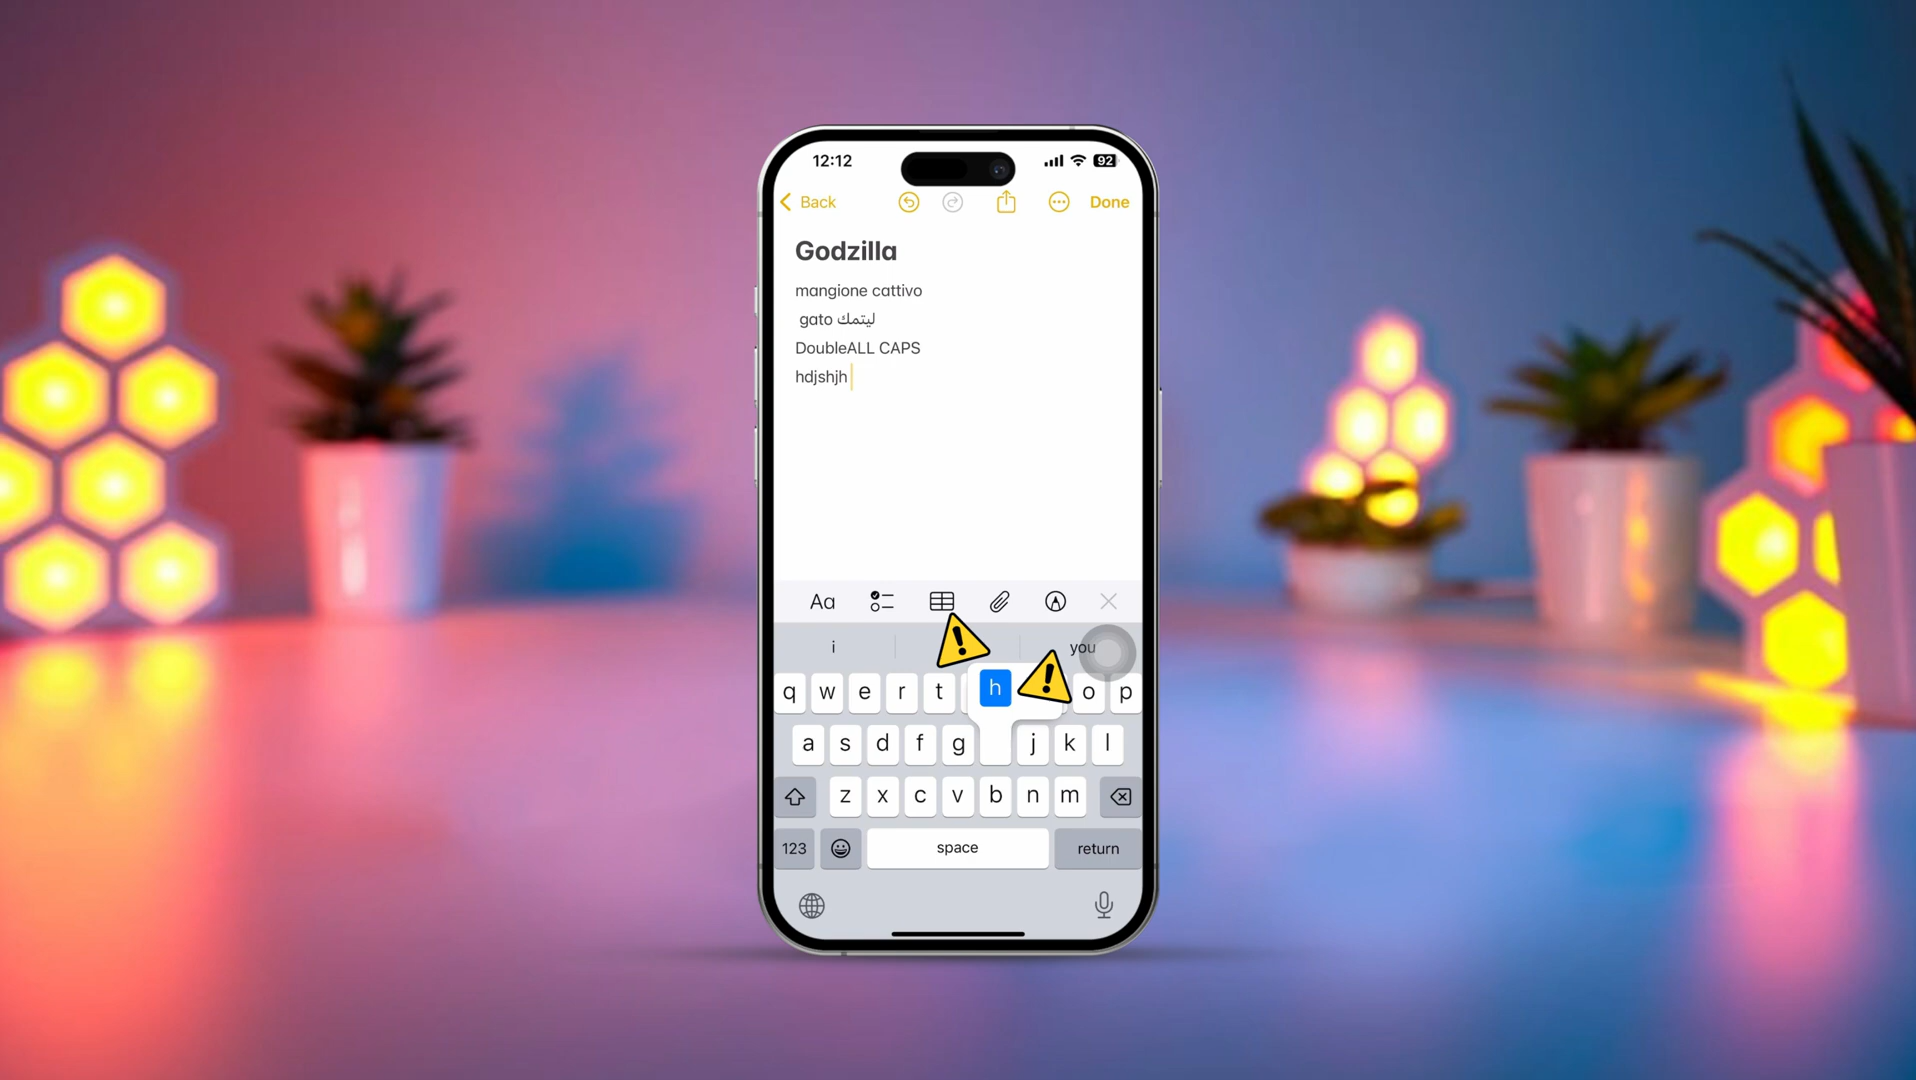 12:12
92
Back
Done
Godzilla
mangione cattivo
gato ليتمك
DoubleALL CAPS
hdjshjh
Aa
i
you
q w e r t h o p
a s d f g j k l
z x c v b n m
123 space return